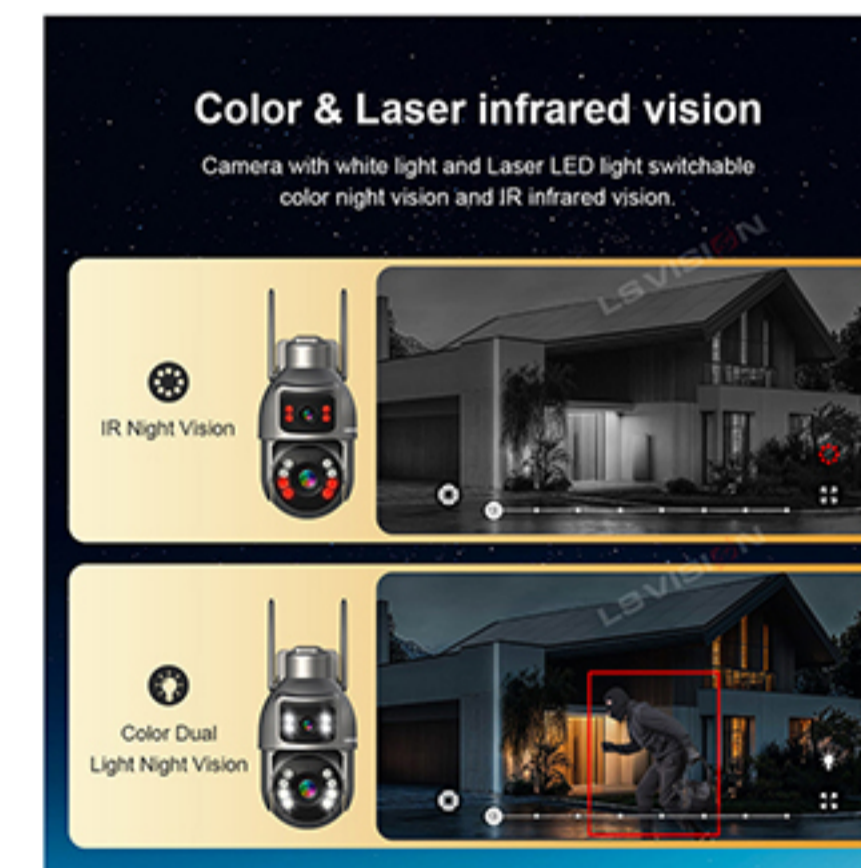 Color & Laser infrared vision
Camera with white light and Laser LED light switchable
color night vision and IR infrared vision.
LSVISION
IR Night Vision
LSVISION
Color Dual
Light Night Vision